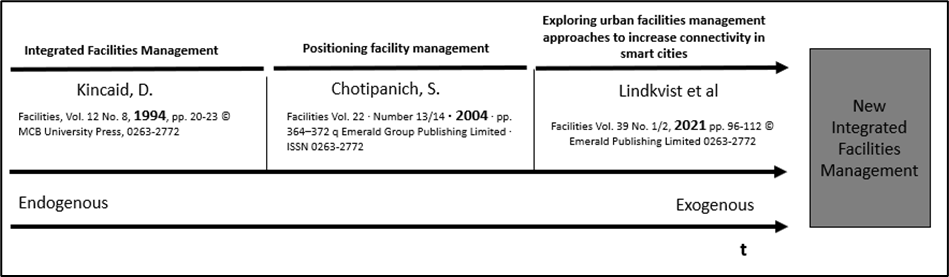 Integrated Facilities Management
Kincaid, D.
Facilities, Vol. 12 No. 8, 1994, pp. 20-23 ©
MCB University Press, 0263-2772
Positioning facility management
Chotipanich, S.
Facilities Vol. 22 · Number 13/14 · 2004 · pp.
364–372 q Emerald Group Publishing Limited ·
ISSN 0263-2772
Exploring urban facilities management
approaches to increase connectivity in
smart cities
Lindkvist et al
Facilities Vol. 39 No. 1/2, 2021 pp. 96-112 ©
Emerald Publishing Limited 0263-2772
New
Integrated
Facilities
Management
Endogenous
Exogenous
t